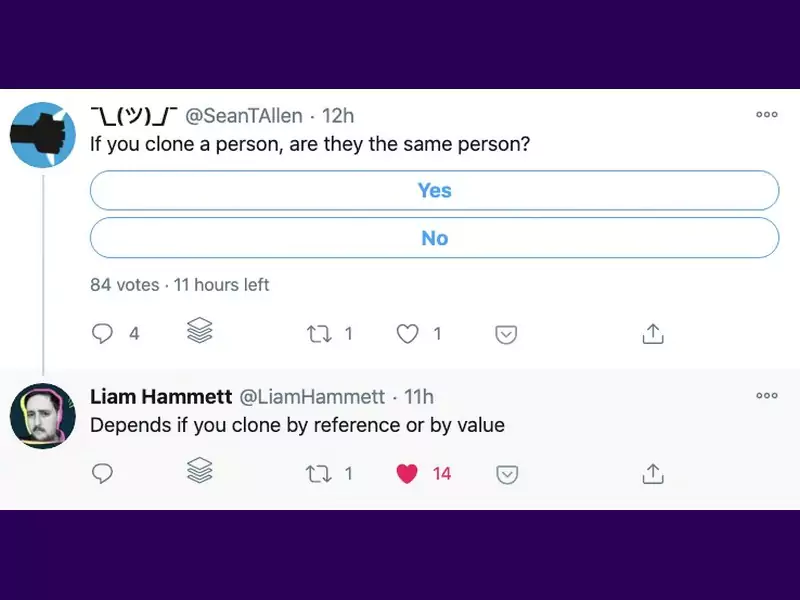 ¯\_(ツ)_/¯ @SeanTAllen · 12h
If you clone a person, are they the same person?
Yes
No
84 votes · 11 hours left
4 1 1
Liam Hammett @LiamHammett · 11h
Depends if you clone by reference or by value
1 14